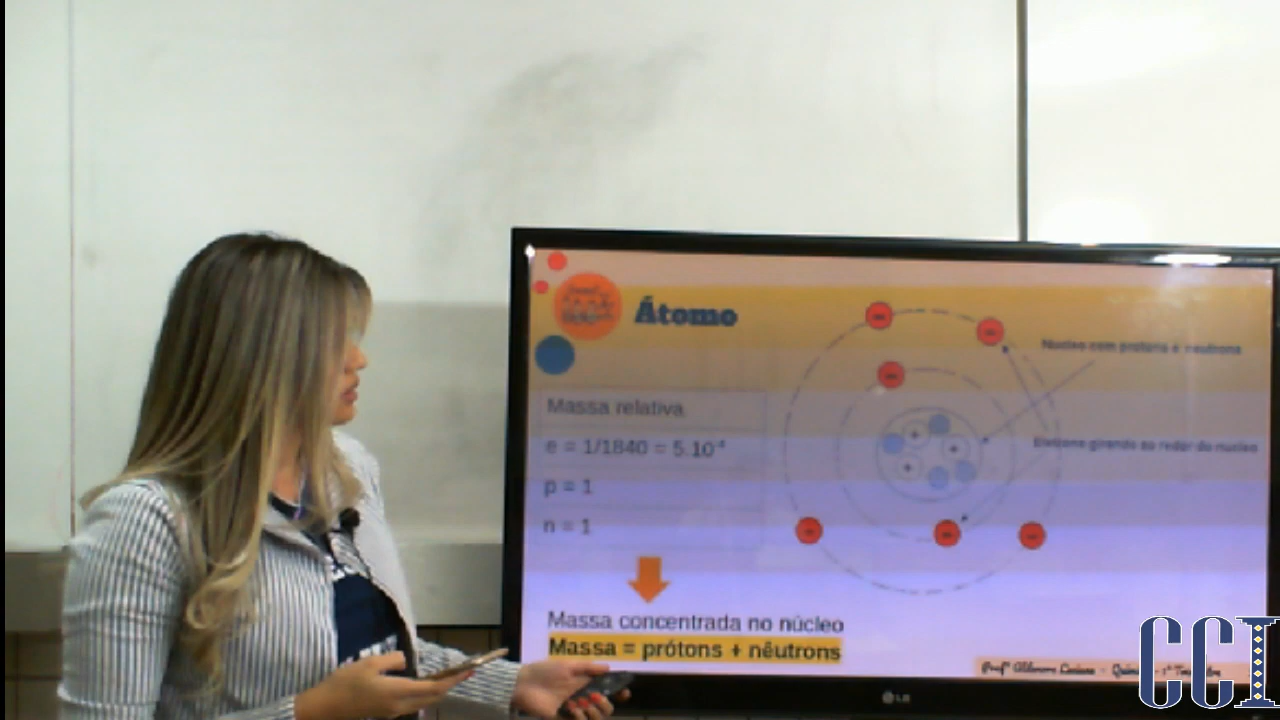 Átomo
Núcleo com prótons e neutrons
Massa relativa
e = 1/1840 = 5.10⁻⁴
Elétrons girando ao redor do núcleo
p = 1
n = 1
Massa concentrada no núcleo
Massa = prótons + nêutrons
LG
CCI